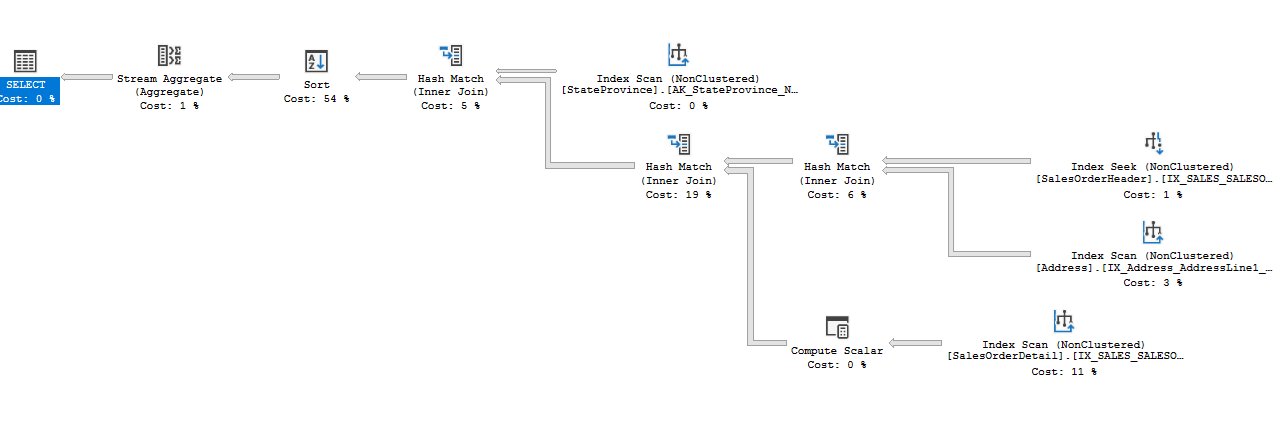 SELECT
Cost: 0 %
Stream Aggregate
(Aggregate)
Cost: 1 %
Sort
Cost: 54 %
Hash Match
(Inner Join)
Cost: 5 %
Index Scan (NonClustered)
[StateProvince].[AK_StateProvince_N…
Cost: 0 %
Hash Match
(Inner Join)
Cost: 19 %
Hash Match
(Inner Join)
Cost: 6 %
Index Seek (NonClustered)
[SalesOrderHeader].[IX_SALES_SALESO…
Cost: 1 %
Index Scan (NonClustered)
[Address].[IX_Address_AddressLine1_…
Cost: 3 %
Compute Scalar
Cost: 0 %
Index Scan (NonClustered)
[SalesOrderDetail].[IX_SALES_SALESO…
Cost: 11 %